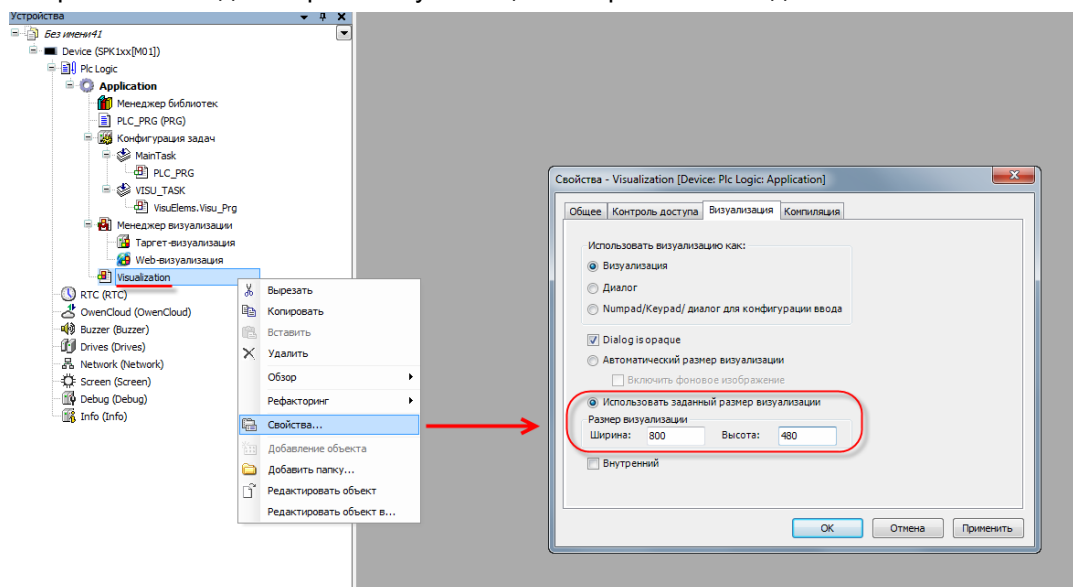 Устройства
Без имени41
Device (SPK1xx[M01])
Plc Logic
Application
Менеджер библиотек
PLC_PRG (PRG)
Конфигурация задач
MainTask
PLC_PRG
VISU_TASK
VisuElems.Visu_Prg
Менеджер визуализации
Таргет-визуализация
Web-визуализация
Visualization
RTC (RTC)
OwenCloud (OwenCloud)
Buzzer (Buzzer)
Drives (Drives)
Network (Network)
Screen (Screen)
Debug (Debug)
Info (Info)
Вырезать
Копировать
Вставить
Удалить
Обзор
Рефакторинг
Свойства...
Добавление объекта
Добавить папку...
Редактировать объект
Редактировать объект в...
Свойства - Visualization [Device: Plc Logic: Application]
Общее Контроль доступа Визуализация Компиляция
Использовать визуализацию как:
Визуализация
Диалог
Numpad/Keypad/ диалог для конфигурации ввода
Dialog is opaque
Автоматический размер визуализации
Включить фоновое изображение
Использовать заданный размер визуализации
Размер визуализации
Ширина: 800 Высота: 480
Внутренний
ОК Отмена Применить